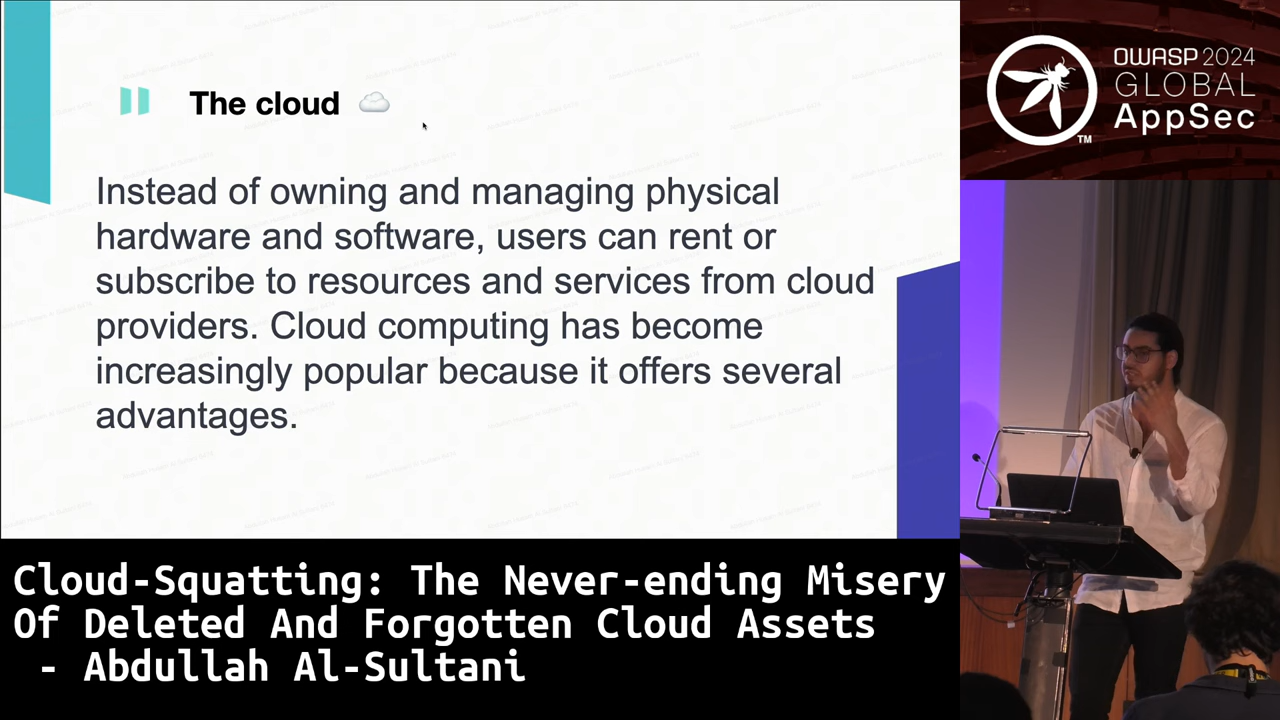 The cloud
Instead of owning and managing physical
hardware and software, users can rent or
subscribe to resources and services from cloud
providers. Cloud computing has become
increasingly popular because it offers several
advantages.
OWASP 2024
GLOBAL
AppSec
TM
Cloud-Squatting: The Never-ending Misery
Of Deleted And Forgotten Cloud Assets
- Abdullah Al-Sultani